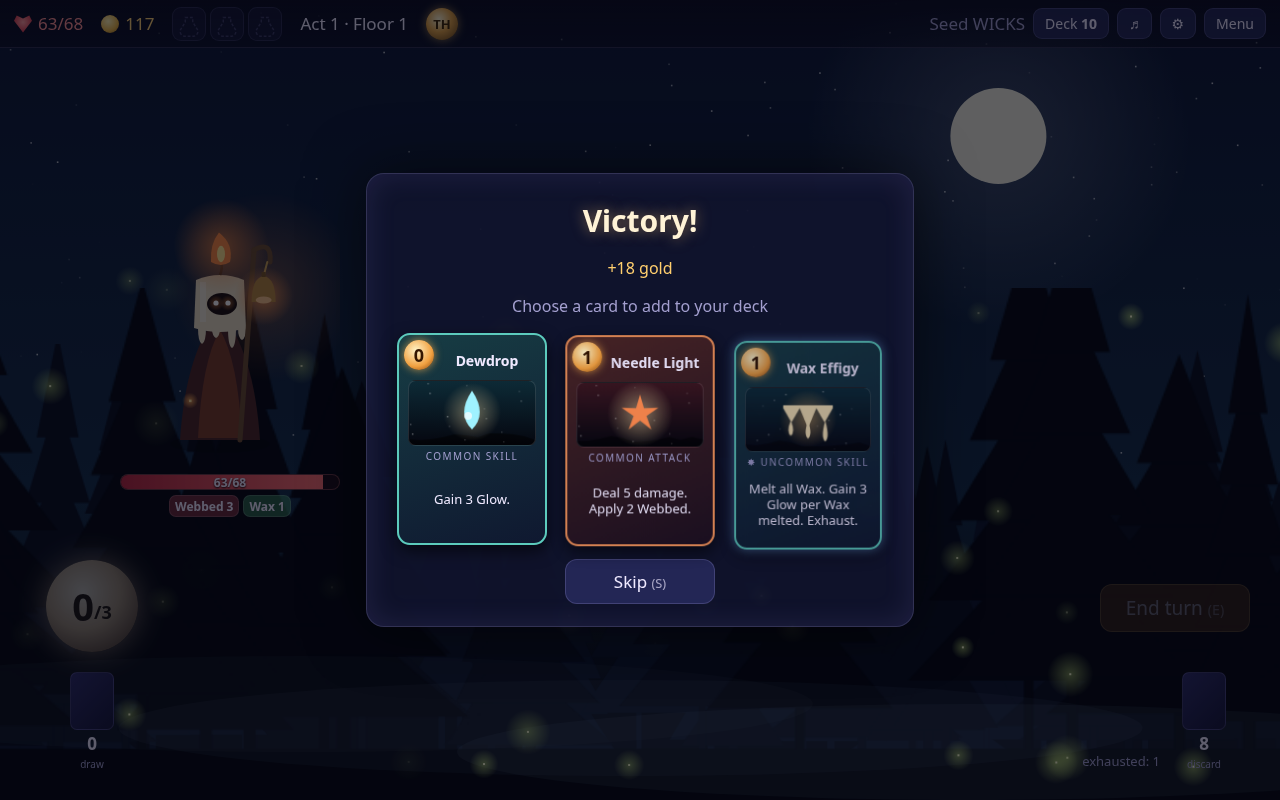 63/68
117
Act 1 · Floor 1
TH
Seed WICKS
Deck 10
Menu
Victory!
+18 gold
Choose a card to add to your deck
0
Dewdrop
COMMON SKILL
Gain 3 Glow.
1
Needle Light
COMMON ATTACK
Deal 5 damage.
Apply 2 Webbed.
1
Wax Effigy
UNCOMMON SKILL
Melt all Wax. Gain 3
Glow per Wax
melted. Exhaust.
Skip (S)
63/68
Webbed 3
Wax 1
0/3
End turn (E)
0
draw
exhausted: 1
8
discard